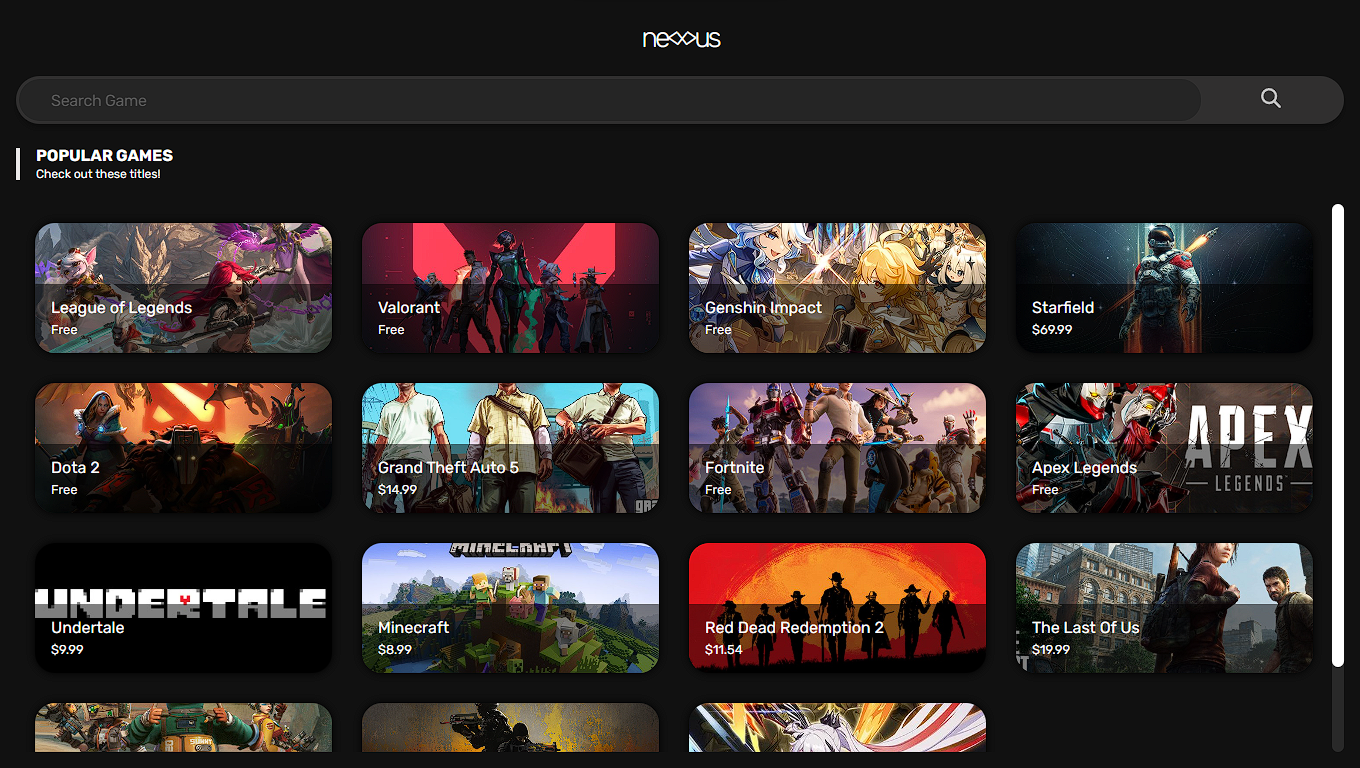 nexus
Search Game
POPULAR GAMES
Check out these titles!
League of Legends
Free
Valorant
Free
Genshin Impact
Free
Starfield
$69.99
Dota 2
Free
Grand Theft Auto 5
$14.99
Fortnite
Free
APEX
LEGENDS
Apex Legends
Free
UNDERTALE
Undertale
$9.99
MINECRAFT
Minecraft
$8.99
Red Dead Redemption 2
$11.54
The Last Of Us
$19.99
SUNNY